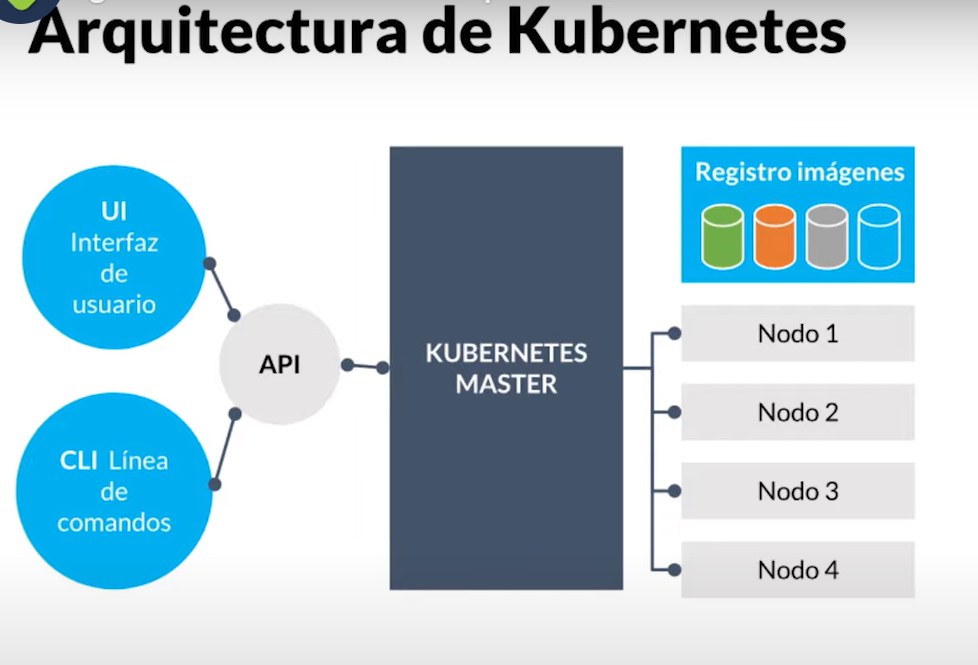 Arquitectura de Kubernetes
UI
Interfaz
de
usuario
API
CLI Línea
de
comandos
KUBERNETES
MASTER
Registro imágenes
Nodo 1
Nodo 2
Nodo 3
Nodo 4